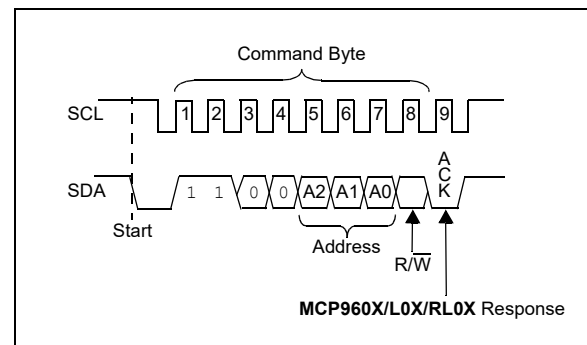 Command Byte
SCL 1 2 3 4 5 6 7 8 9
SDA 1 1 0 0 A2 A1 A0 ACK
Start
Address
R/W̅
MCP960X/L0X/RL0X Response